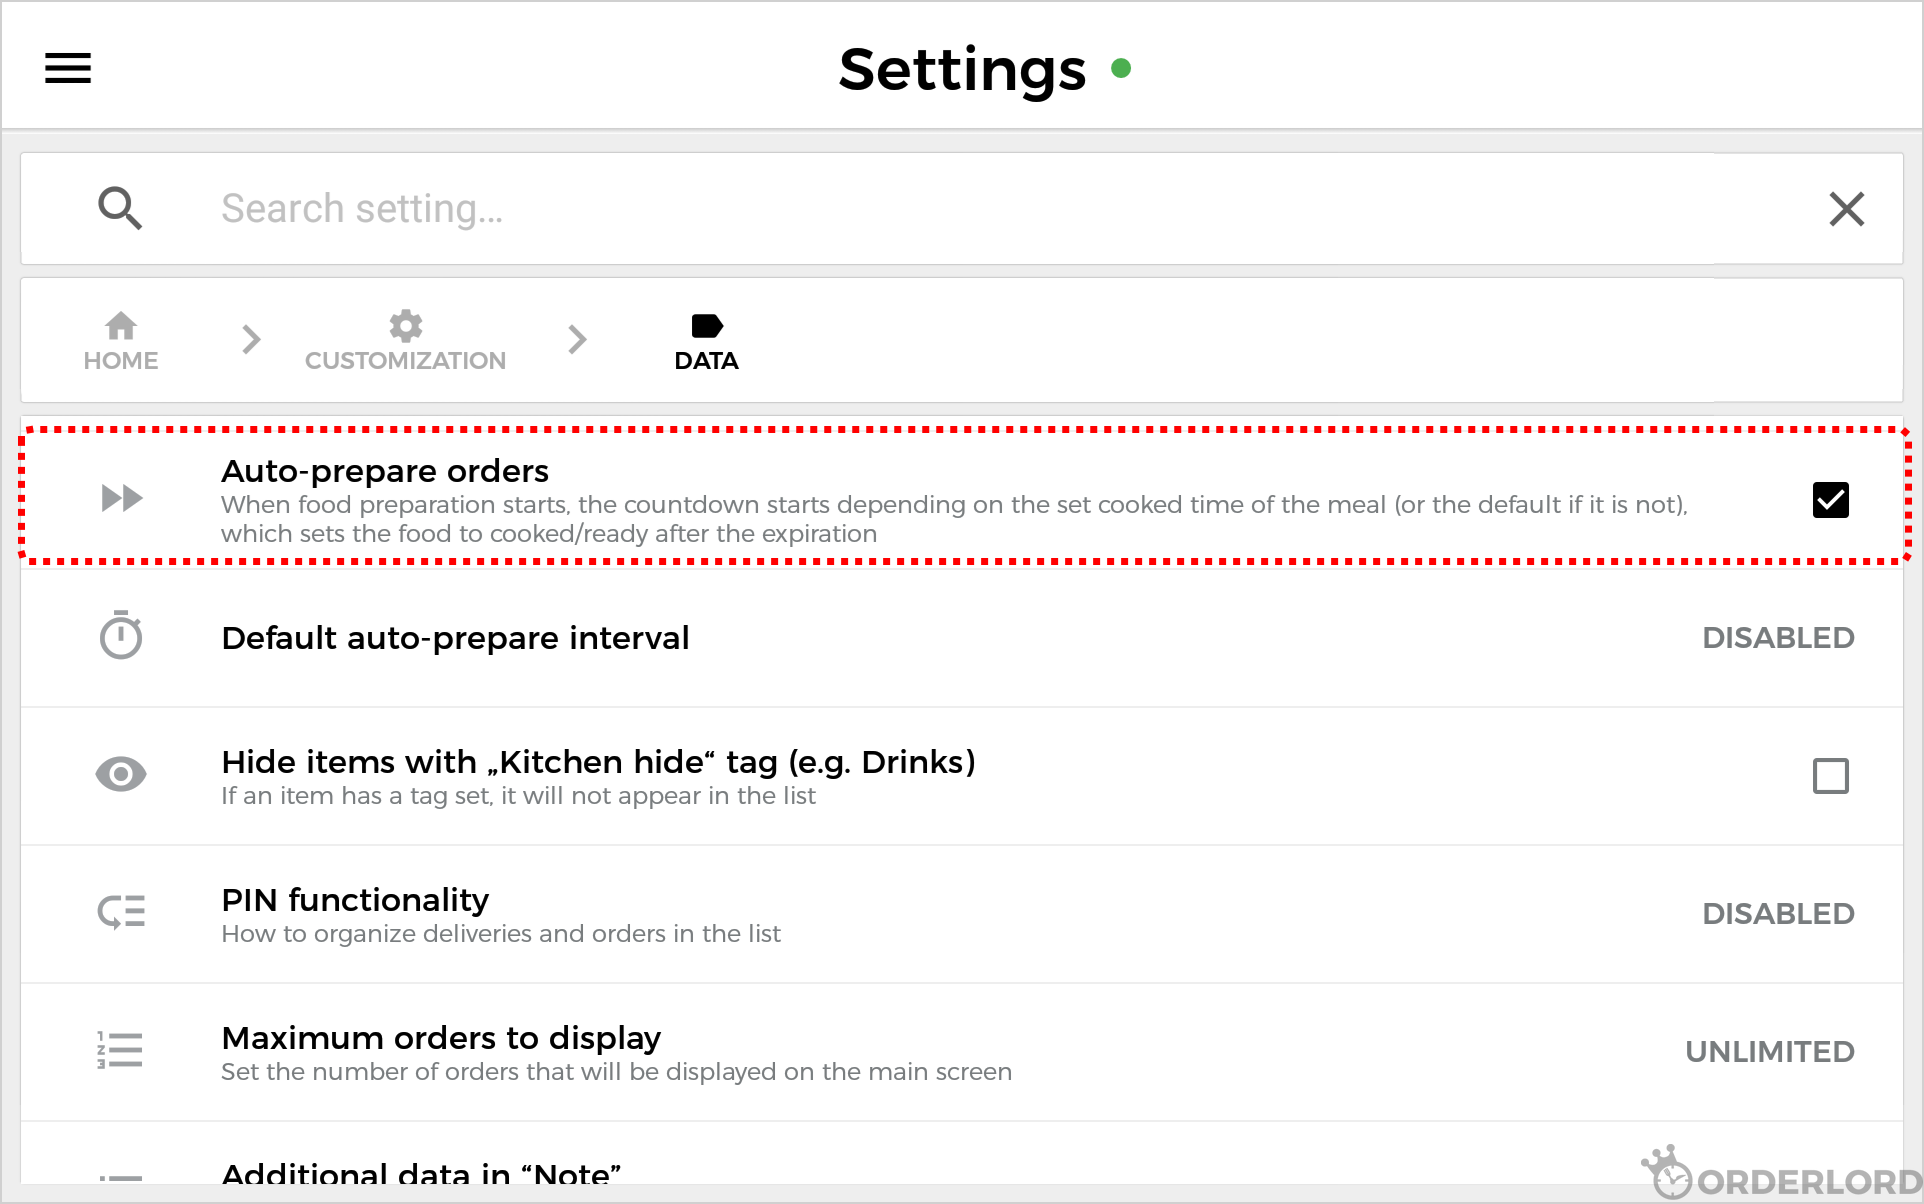 Settings
Search setting...
HOME
CUSTOMIZATION
DATA
Auto-prepare orders
When food preparation starts, the countdown starts depending on the set cooked time of the meal (or the default if it is not),
which sets the food to cooked/ready after the expiration
Default auto-prepare interval
DISABLED
Hide items with „Kitchen hide“ tag (e.g. Drinks)
If an item has a tag set, it will not appear in the list
PIN functionality
DISABLED
How to organize deliveries and orders in the list
Maximum orders to display
UNLIMITED
Set the number of orders that will be displayed on the main screen
Additional data in “Note”
ORDERLORD